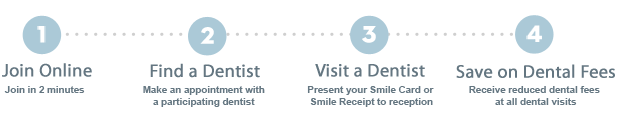 1
2
3
4
Join Online
Find a Dentist
Visit a Dentist
Save on Dental Fees
Join in 2 minutes
Make an appointment with
a participating dentist
Present your Smile Card or
Smile Receipt to reception
Receive reduced dental fees
at all dental visits